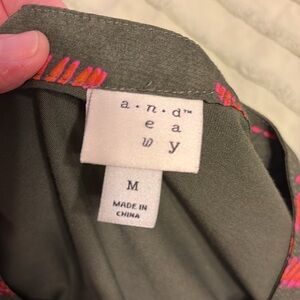 a · n · d™
e a
w y
M
MADE IN
CHINA